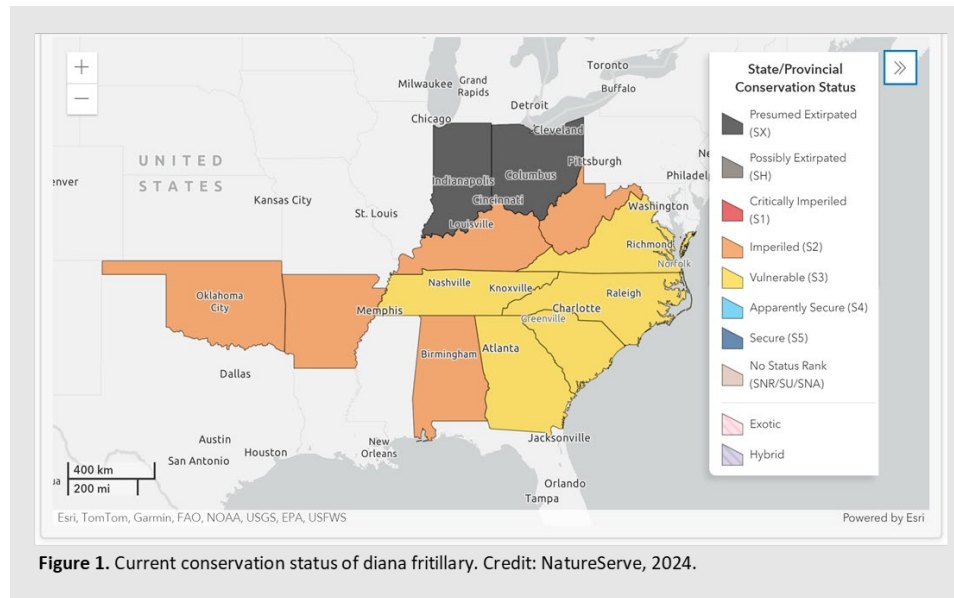 +
−
Toronto
Milwaukee
Grand
Rapids
Buffalo
Detroit
Chicago
Cleveland
Pittsburgh
UNITED
STATES
Indianapolis
Columbus
Philadel
Ne
enver
Kansas City
Cincinnati
Washington
St. Louis
Louisville
Richmond
Norfolk
Nashville
Knoxville
Raleigh
Oklahoma
City
Memphis
Charlotte
Greenville
Birmingham
Atlanta
Dallas
Austin
Houston
New
Orleans
Jacksonville
San Antonio
400 km
200 mi
ua
Orlando
Tampa
State/Provincial
Conservation Status
Presumed Extirpated
(SX)
Possibly Extirpated
(SH)
Critically Imperiled
(S1)
Imperiled (S2)
Vulnerable (S3)
Apparently Secure (S4)
Secure (S5)
No Status Rank
(SNR/SU/SNA)
Exotic
Hybrid
Esri, TomTom, Garmin, FAO, NOAA, USGS, EPA, USFWS
Powered by Esri
Figure 1. Current conservation status of diana fritillary. Credit: NatureServe, 2024.